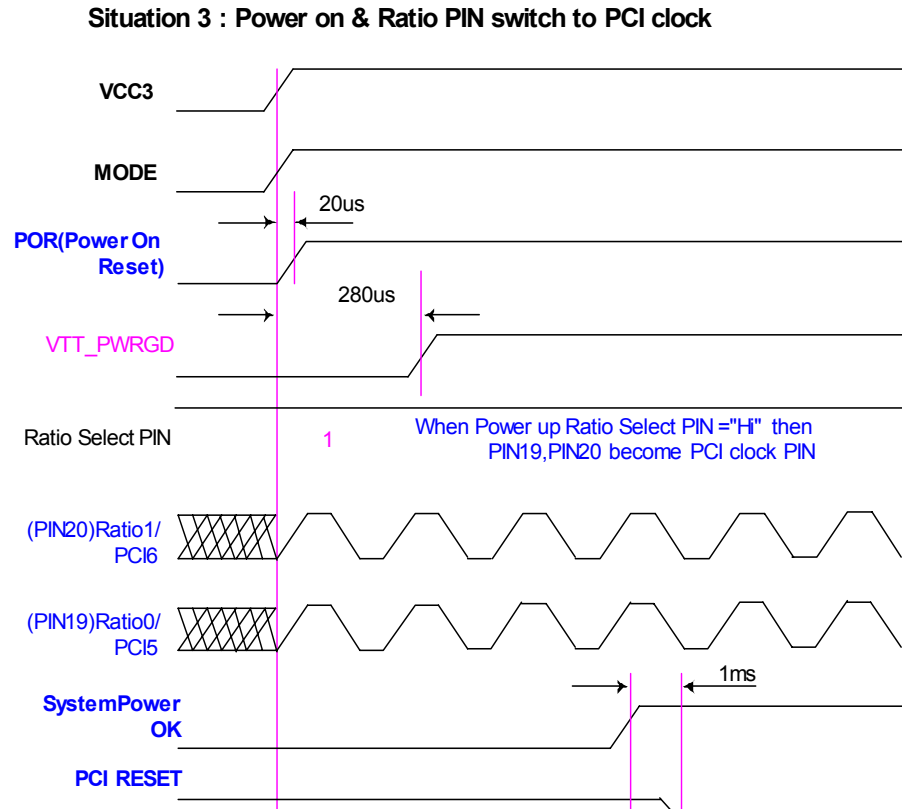 Situation 3 : Power on & Ratio PIN switch to PCI clock
VCC3
MODE
20us
POR(Power On
Reset)
280us
VTT_PWRGD
Ratio Select PIN
1
When Power up Ratio Select PIN ="Hi" then
PIN19,PIN20 become PCI clock PIN
(PIN20)Ratio1/
PCI6
(PIN19)Ratio0/
PCI5
1ms
SystemPower
OK
PCI RESET